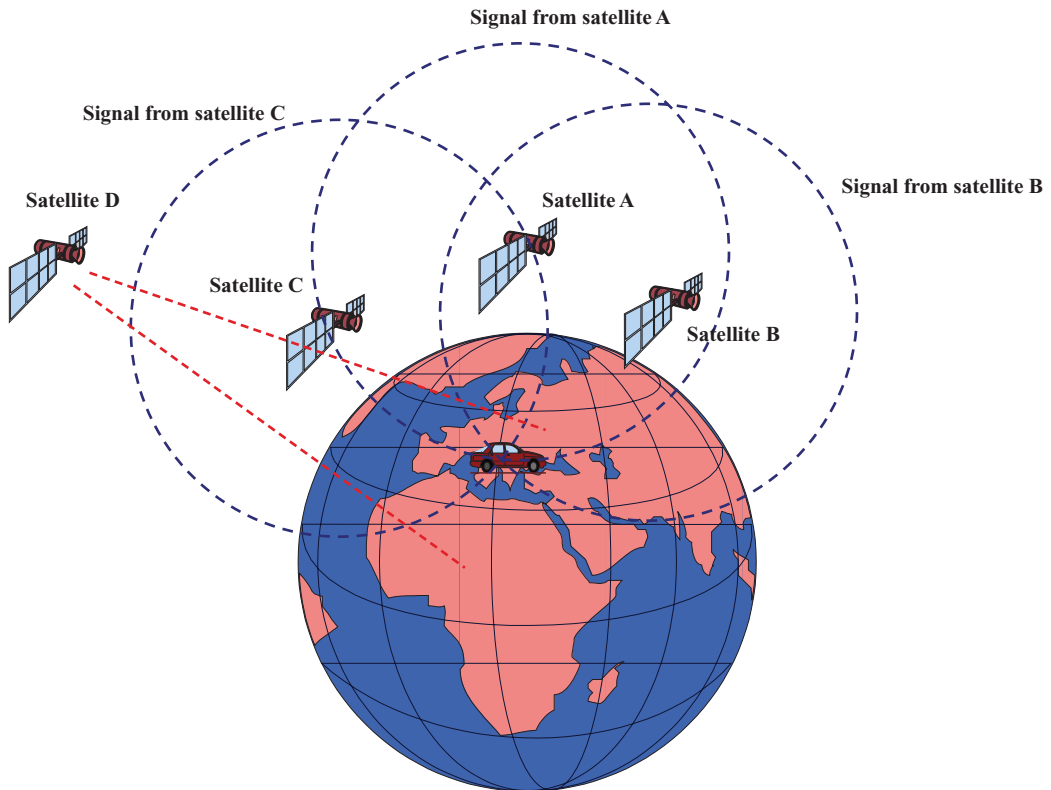 Signal from satellite A
Signal from satellite C
Signal from satellite B
Satellite D
Satellite A
Satellite C
Satellite B